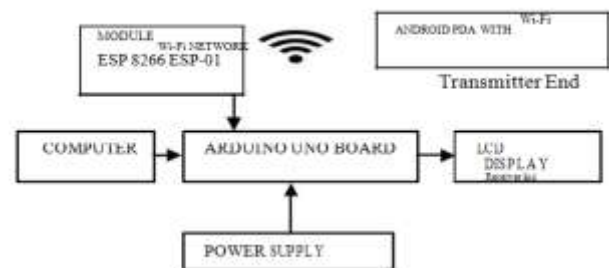 MODULE
Wi-Fi NETWORK
ESP 8266 ESP-01
Wi-Fi
ANDROID PDA WITH
Transmitter End
COMPUTER
ARDUINO UNO BOARD
LCD
DISPLAY
POWER SUPPLY